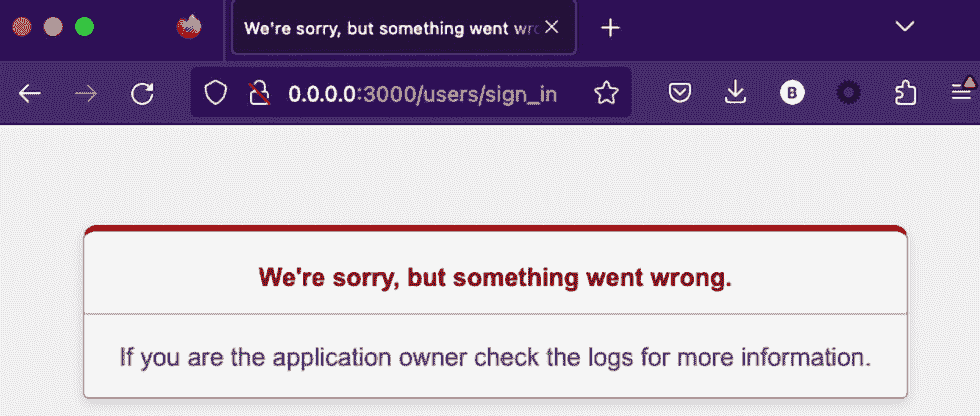 We're sorry, but something went wro
0.0.0.0:3000/users/sign_in
B
We're sorry, but something went wrong.
If you are the application owner check the logs for more information.